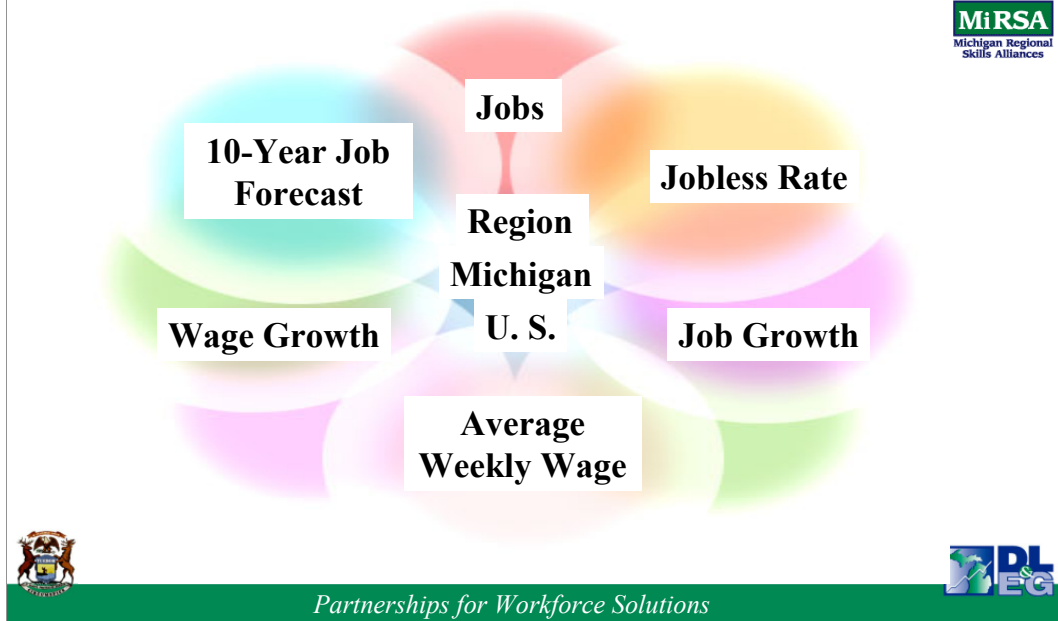 MiRSA
Michigan Regional
Skills Alliances
Jobs
10-Year Job
Forecast
Jobless Rate
Region
Michigan
U. S.
Wage Growth
Job Growth
Average
Weekly Wage
DL
&
EG
Partnerships for Workforce Solutions